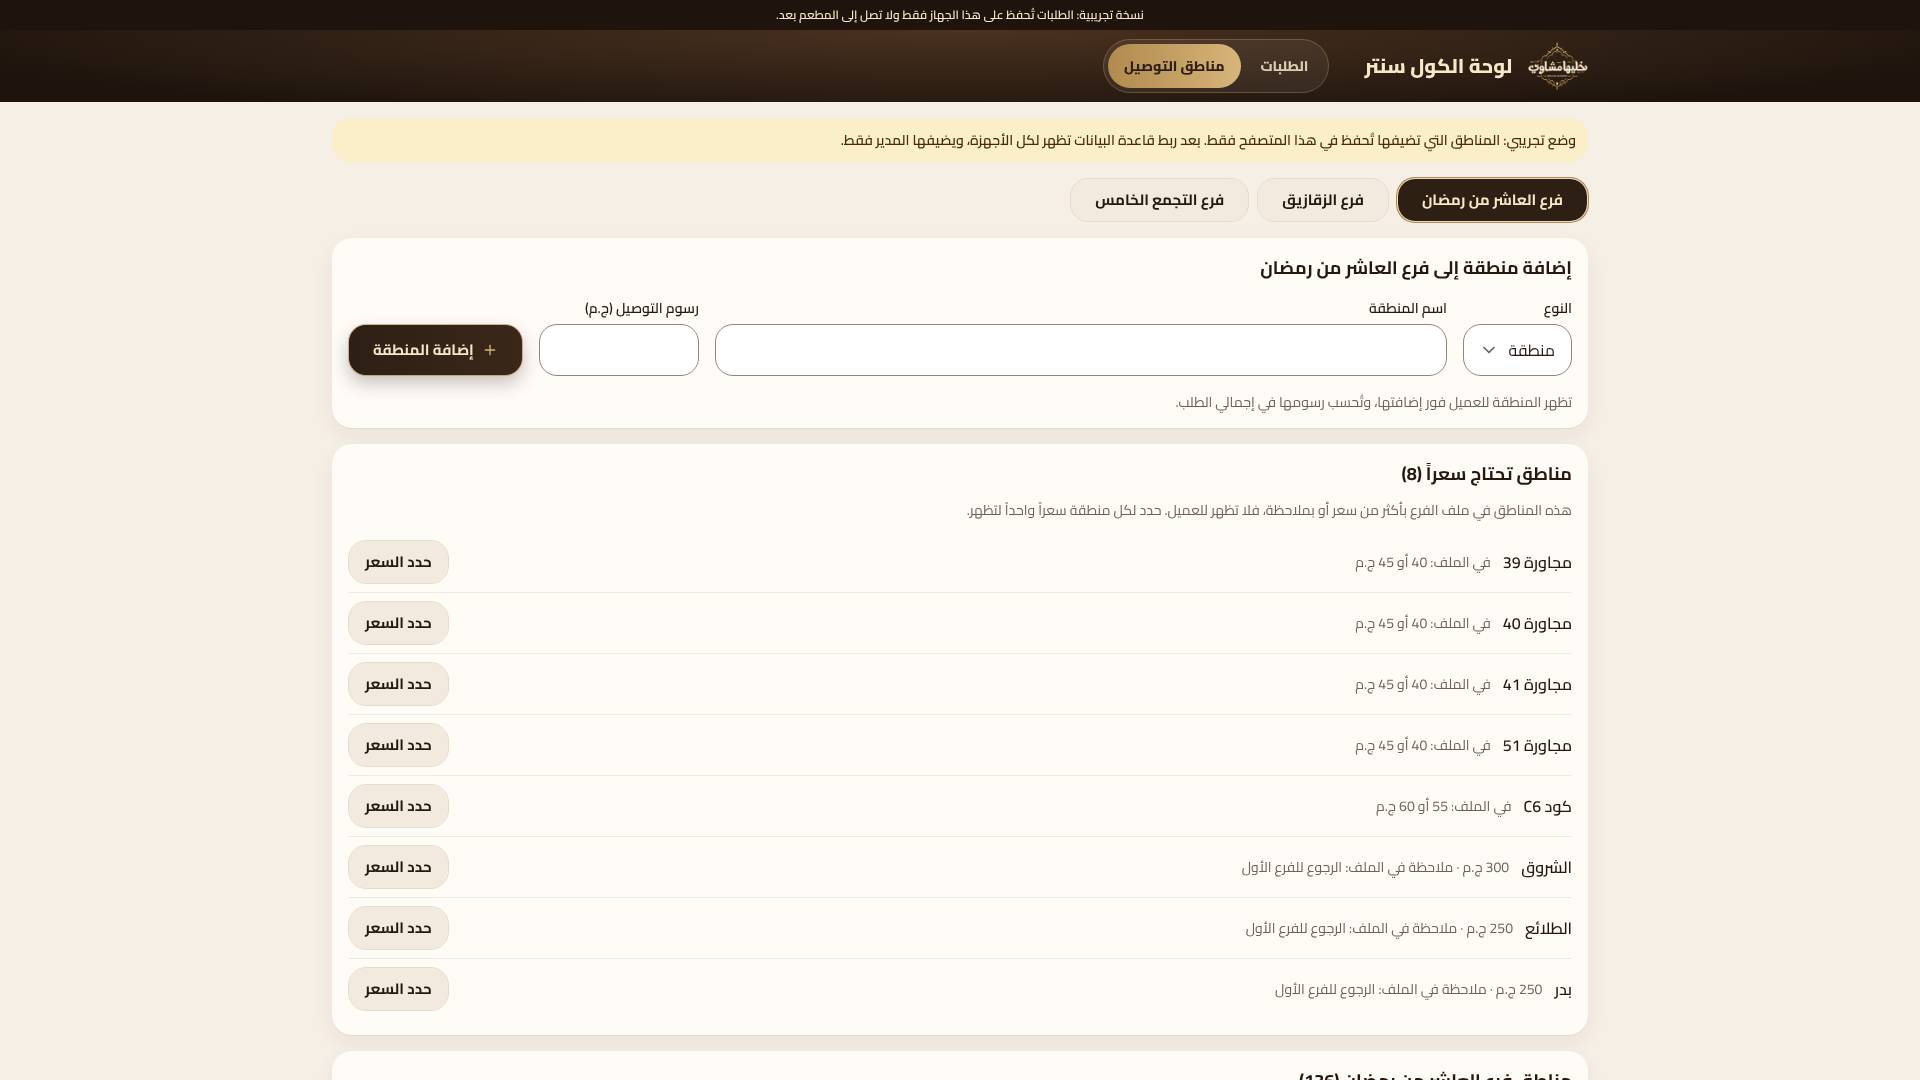 نسخة تجريبية: الطلبات تُحفظ على هذا الجهاز فقط ولا تصل إلى المطعم بعد.
خليها مشاوي
لوحة الكول سنتر
الطلبات
مناطق التوصيل
وضع تجريبي: المناطق التي تضيفها تُحفظ في هذا المتصفح فقط. بعد ربط قاعدة البيانات تظهر لكل الأجهزة، ويضيفها المدير فقط.
فرع العاشر من رمضان
فرع الزقازيق
فرع التجمع الخامس
إضافة منطقة إلى فرع العاشر من رمضان
النوع
اسم المنطقة
رسوم التوصيل (ج.م)
منطقة
+ إضافة المنطقة
تظهر المنطقة للعميل فور إضافتها، وتُحسب رسومها في إجمالي الطلب.
مناطق تحتاج سعراً (8)
هذه المناطق في ملف الفرع بأكثر من سعر أو بملاحظة، فلا تظهر للعميل. حدد لكل منطقة سعراً واحداً لتظهر.
مجاورة 39 في الملف: 40 أو 45 ج.م حدد السعر
مجاورة 40 في الملف: 40 أو 45 ج.م حدد السعر
مجاورة 41 في الملف: 40 أو 45 ج.م حدد السعر
مجاورة 51 في الملف: 40 أو 45 ج.م حدد السعر
كود C6 في الملف: 55 أو 60 ج.م حدد السعر
الشروق 300 ج.م · ملاحظة في الملف: الرجوع للفرع الأول حدد السعر
الطلائع 250 ج.م · ملاحظة في الملف: الرجوع للفرع الأول حدد السعر
بدر 250 ج.م · ملاحظة في الملف: الرجوع للفرع الأول حدد السعر
مناطق فرع العاشر من رمضان (126)